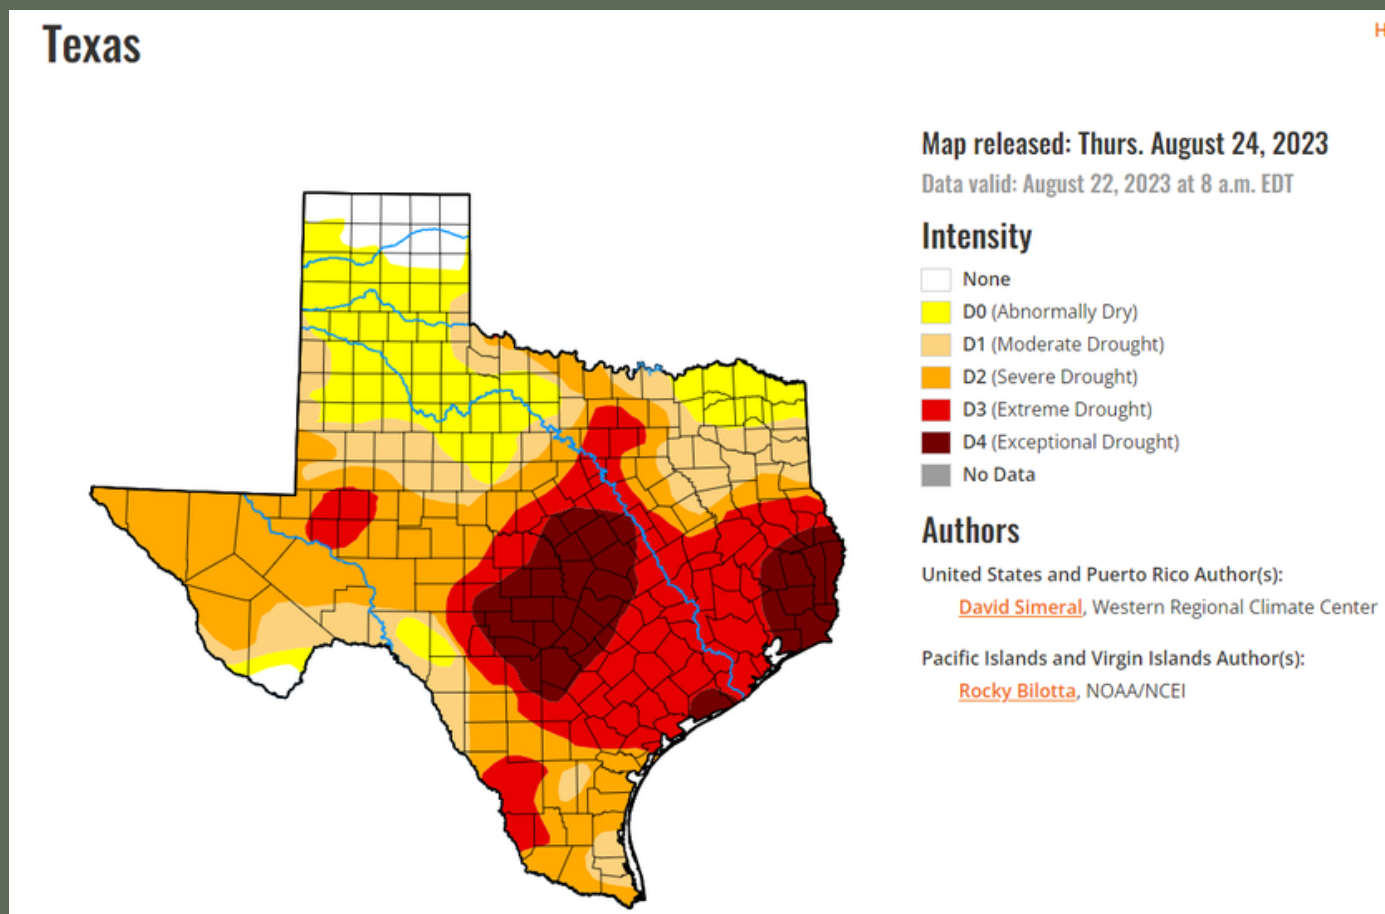 Texas
H
Map released: Thurs. August 24, 2023
Data valid: August 22, 2023 at 8 a.m. EDT
Intensity
None
D0 (Abnormally Dry)
D1 (Moderate Drought)
D2 (Severe Drought)
D3 (Extreme Drought)
D4 (Exceptional Drought)
No Data
Authors
United States and Puerto Rico Author(s):
David Simeral, Western Regional Climate Center
Pacific Islands and Virgin Islands Author(s):
Rocky Bilotta, NOAA/NCEI